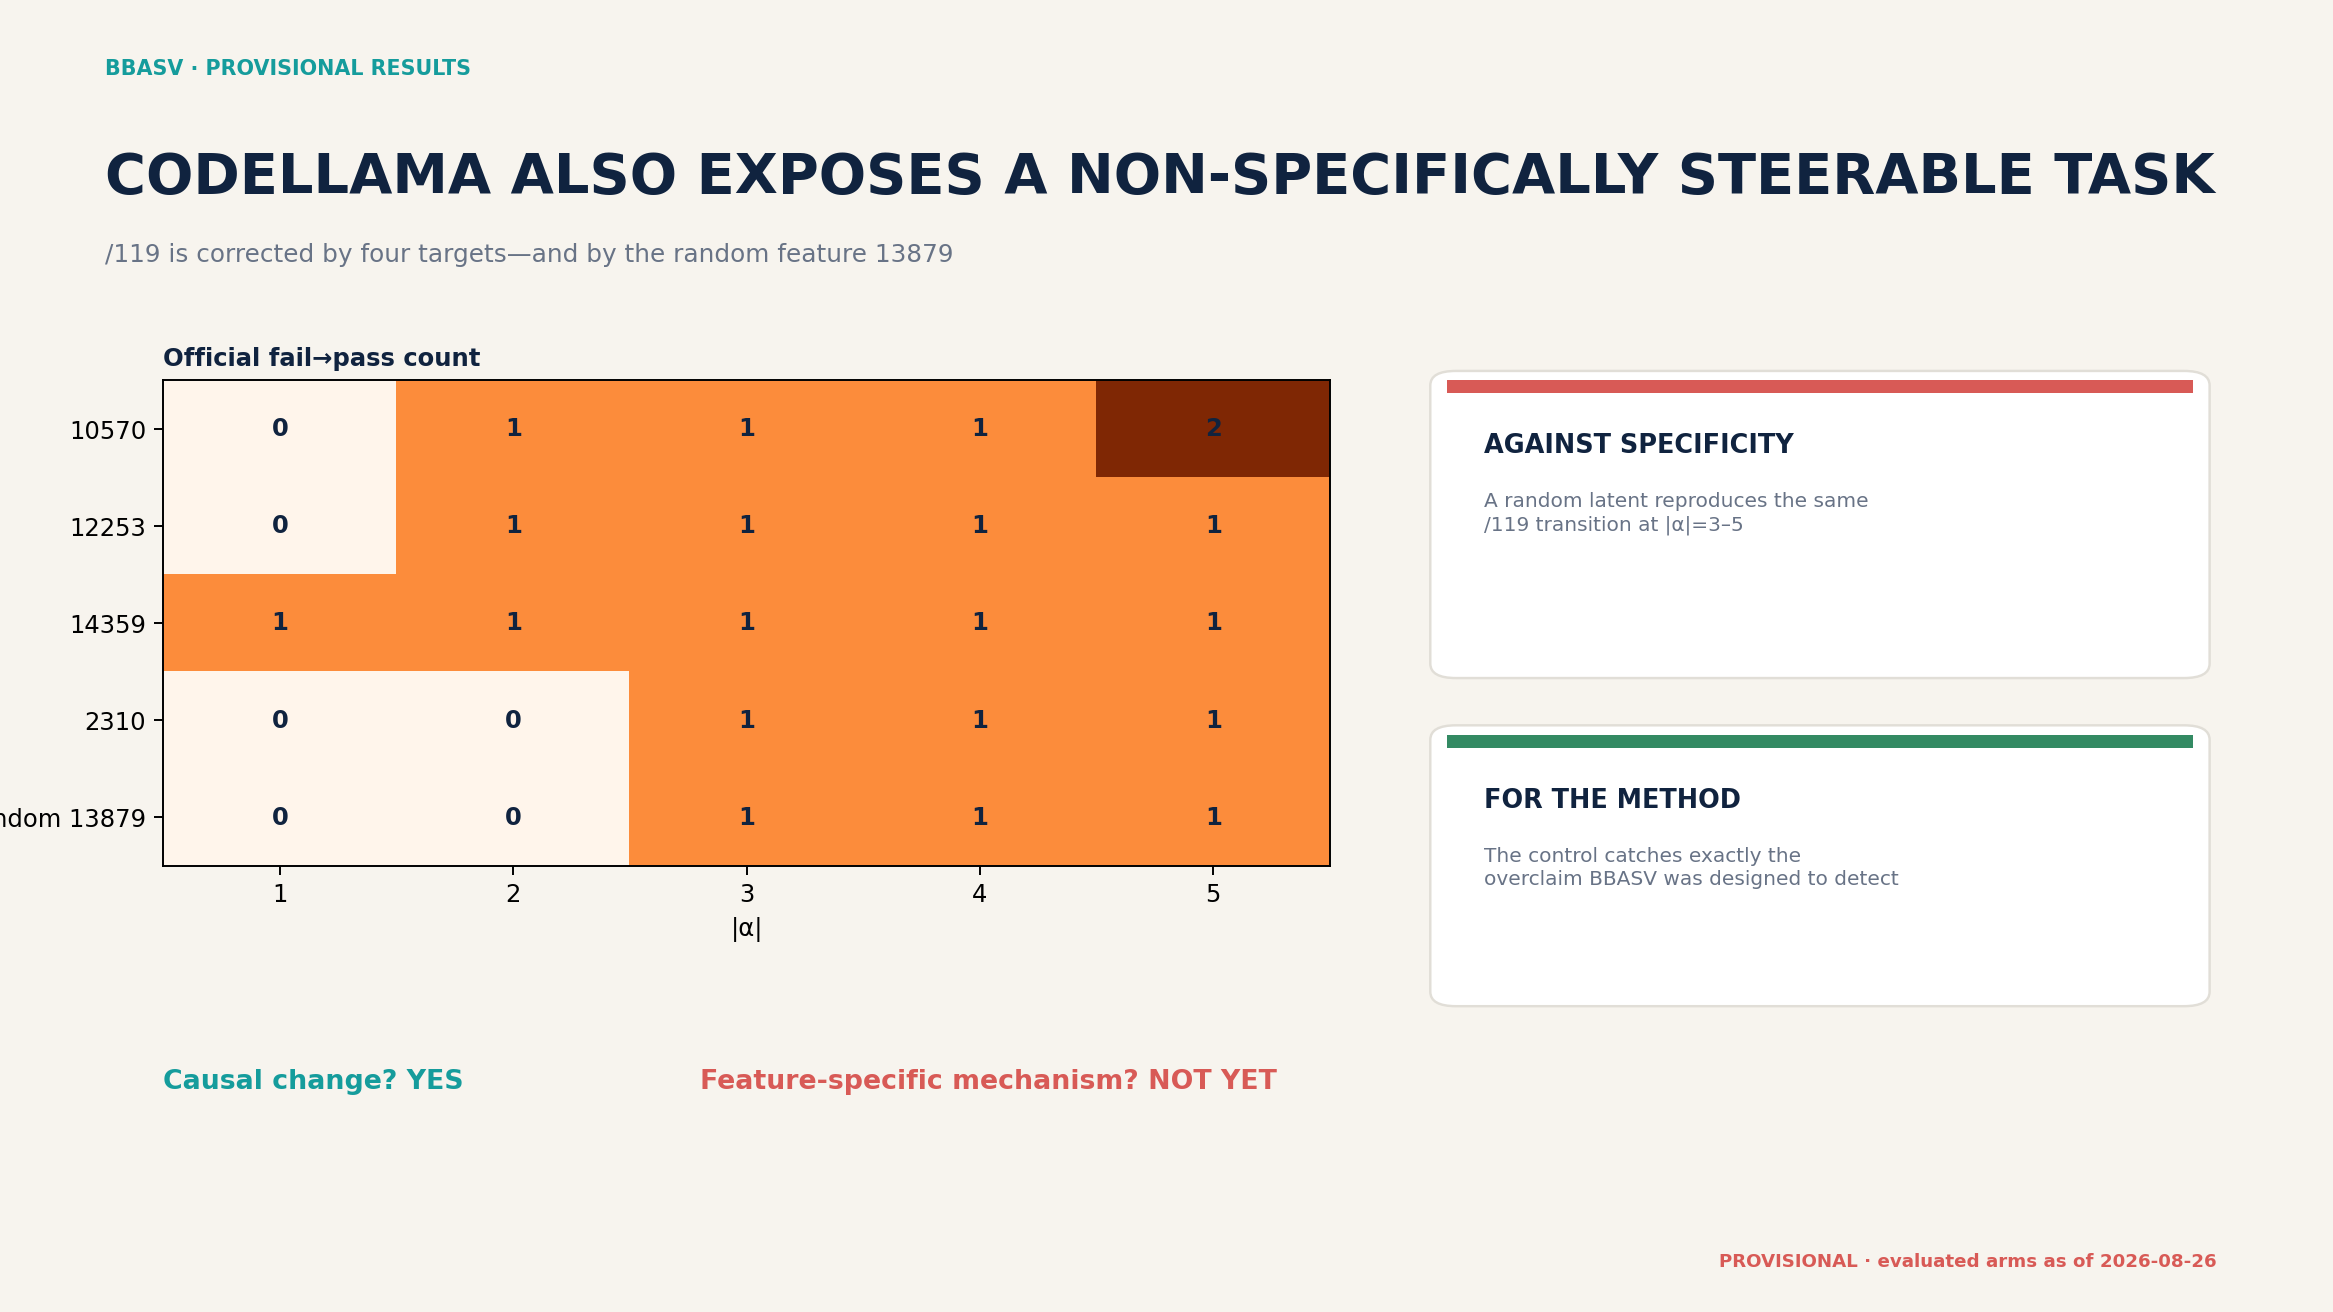 BBASV · PROVISIONAL RESULTS
CODELLAMA ALSO EXPOSES A NON-SPECIFICALLY STEERABLE TASK
/119 is corrected by four targets—and by the random feature 13879
Official fail→pass count
10570 0 1 1 1 2
12253 0 1 1 1 1
14359 1 1 1 1 1
2310 0 0 1 1 1
ndom 13879 0 0 1 1 1
1 2 3 4 5
|α|
AGAINST SPECIFICITY
A random latent reproduces the same
/119 transition at |α|=3–5
FOR THE METHOD
The control catches exactly the
overclaim BBASV was designed to detect
Causal change? YES
Feature-specific mechanism? NOT YET
PROVISIONAL · evaluated arms as of 2026-08-26